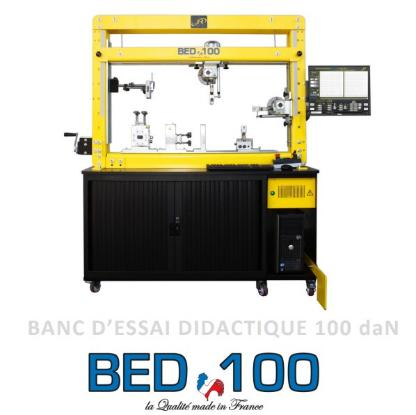 BED 100
BANC D'ESSAI DIDACTIQUE 100 daN
BED 100
la Qualité made in France